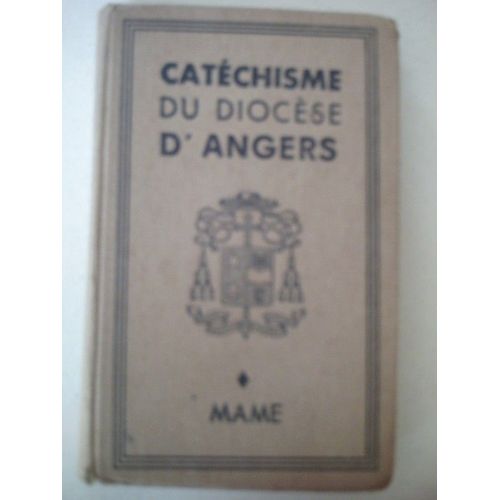 CATÉCHISME
DU DIOCÈSE
D'ANGERS
MAME